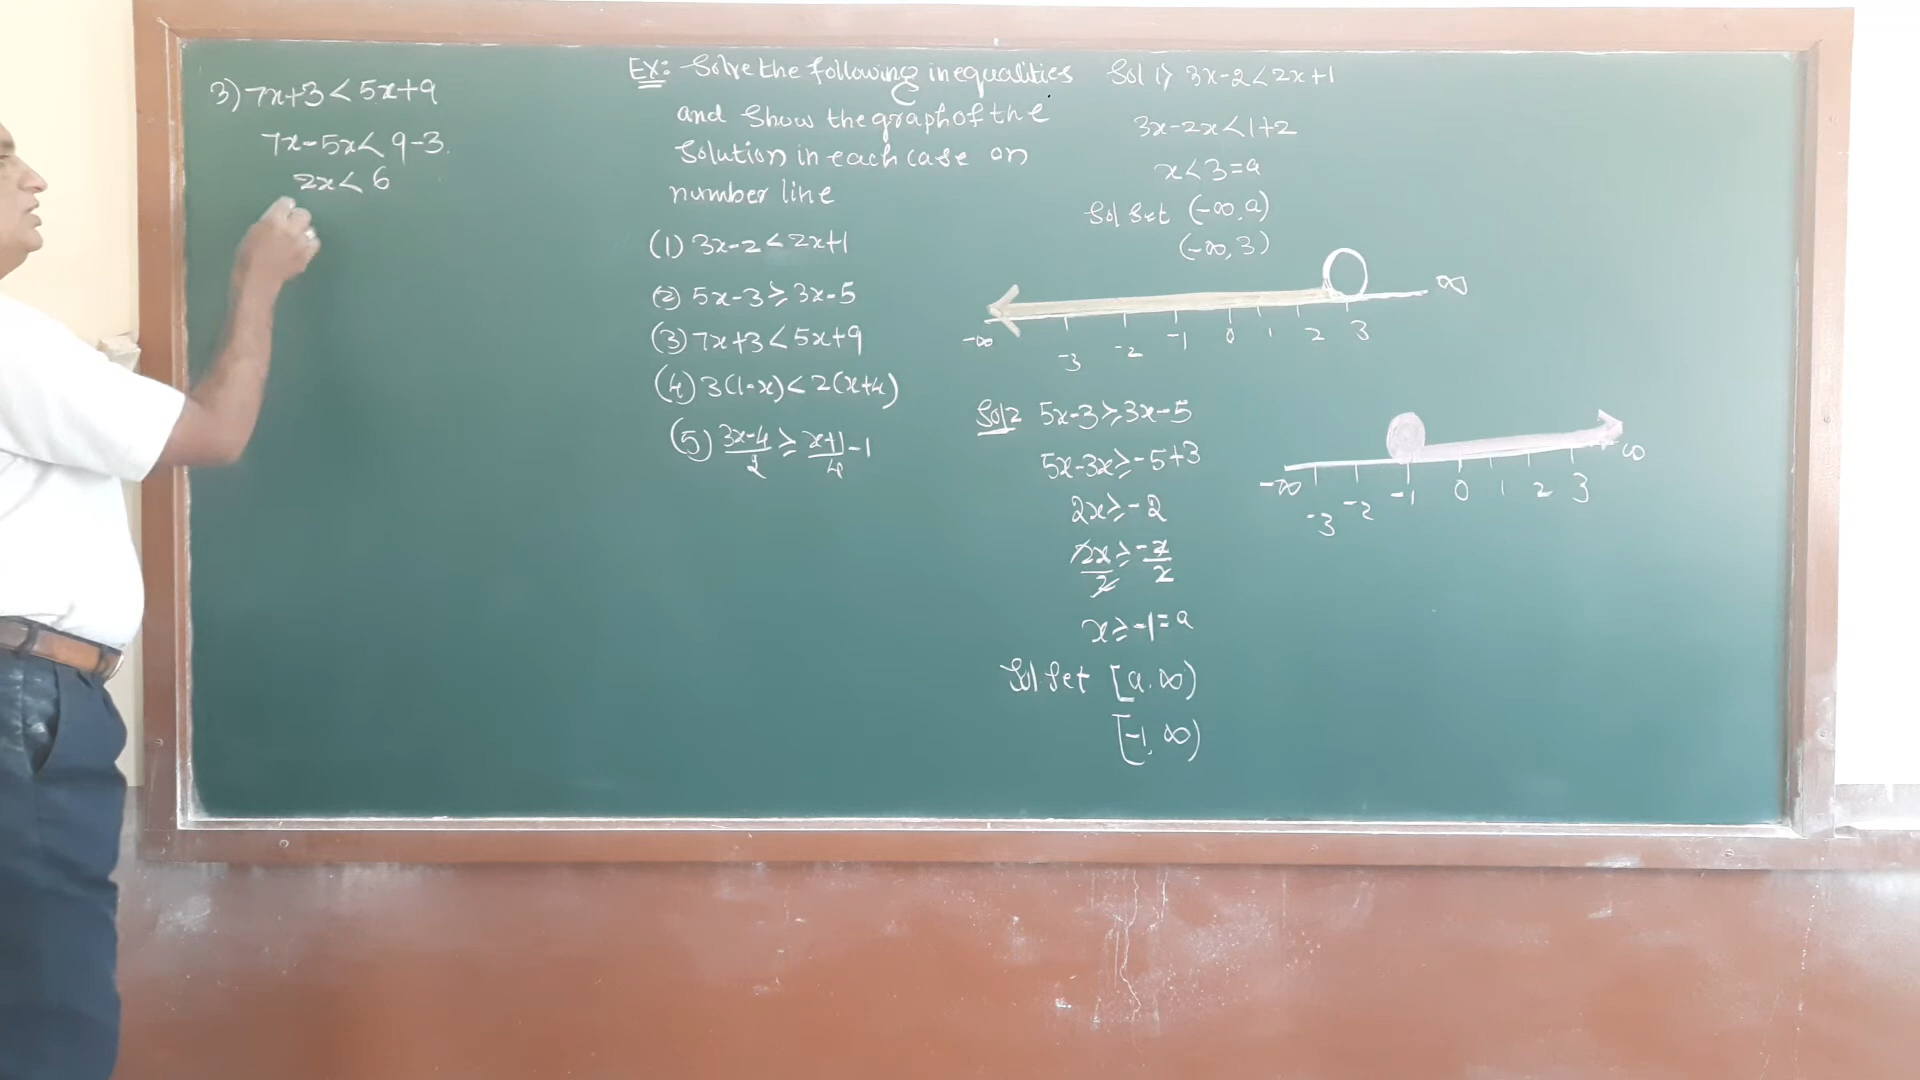 3) 7x+3<5x+9
7x-5x<9-3.
2x<6
EX: Solve the following inequalities
and show the graph of the
solution in each case on
number line
(1) 3x-2<2x+1
(2) 5x-3≥3x-5
(3) 7x+3<5x+9
(4) 3(1-x)<2(x+4)
(5) (3x-4)/2 ≥ (x+1)/4 - 1
Sol 1) 3x-2<2x+1
3x-2x<1+2
x<3=a
Sol Set (-∞, a)
(-∞, 3)
-∞ -3 -2 -1 0 1 2 3 ∞
Sol2 5x-3≥3x-5
5x-3x≥-5+3
2x≥-2
2x/2 ≥ -2/2
x≥-1=a
Sol Set [a, ∞)
[-1, ∞)
-∞ -3 -2 -1 0 1 2 3 ∞